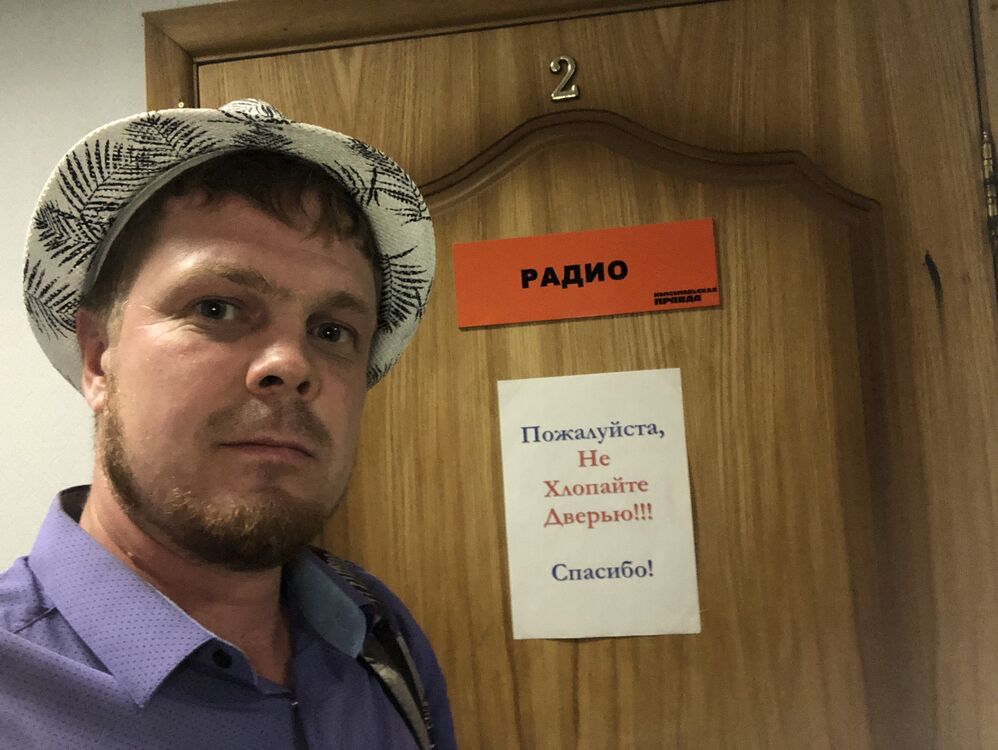 2
РАДИО
КОМСОМОЛЬСКАЯ
ПРАВДА
Пожалуйста,
Не
Хлопайте
Дверью!!!
Спасибо!